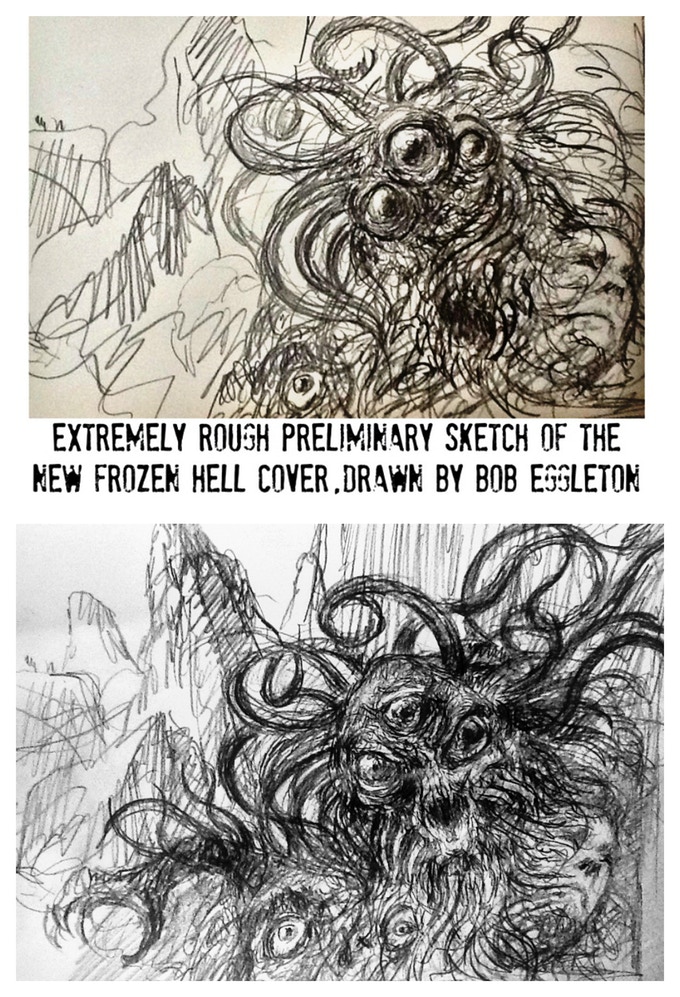 EXTREMELY ROUGH PRELIMINARY SKETCH OF THE
NEW FROZEN HELL COVER,DRAWN BY BOB EGGLETON